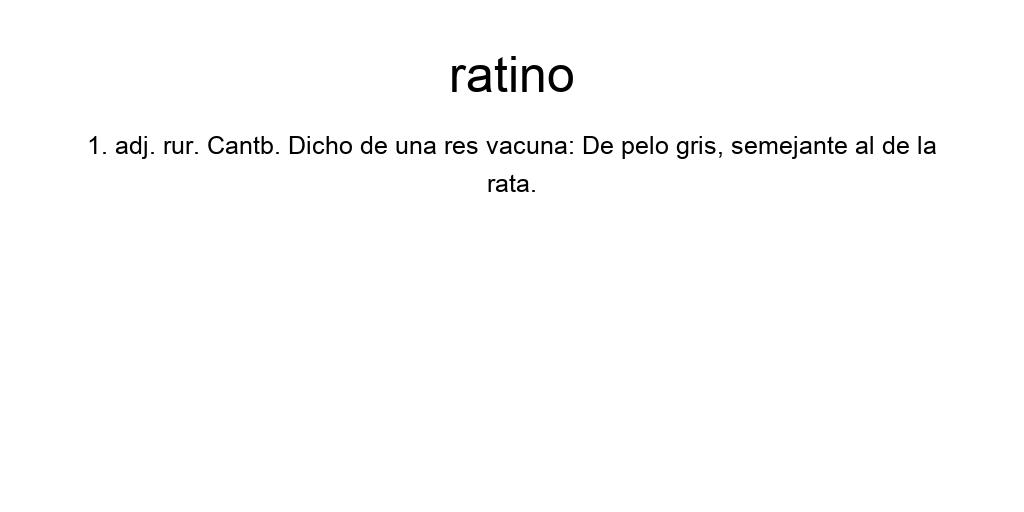 ratino
1. adj. rur. Cantb. Dicho de una res vacuna: De pelo gris, semejante al de la
rata.